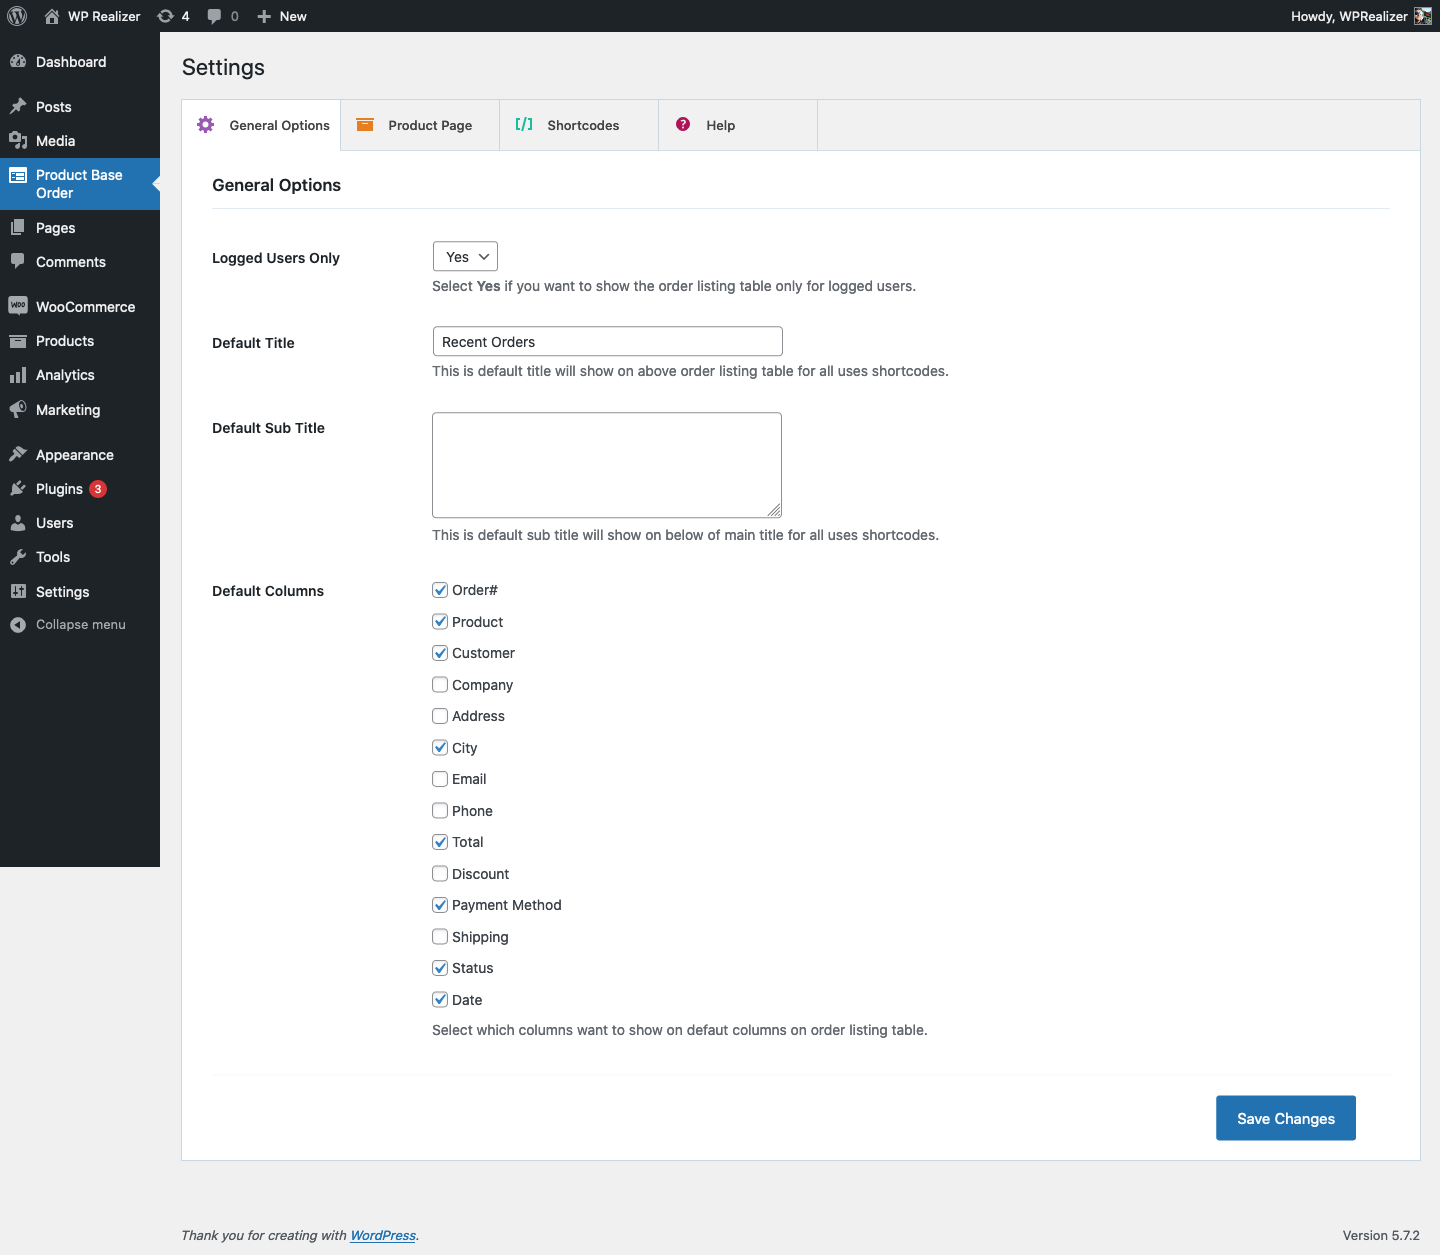 WP Realizer 4 0 New Howdy, WPRealizer
Dashboard
Posts
Media
Product Base
Order
Pages
Comments
WOO WooCommerce
Products
Analytics
Marketing
Appearance
Plugins 3
Users
Tools
Settings
Collapse menu
Settings
General Options Product Page [/] Shortcodes ? Help
General Options
Logged Users Only Yes
Select Yes if you want to show the order listing table only for logged users.
Default Title Recent Orders
This is default title will show on above order listing table for all uses shortcodes.
Default Sub Title
This is default sub title will show on below of main title for all uses shortcodes.
Default Columns Order#
Product
Customer
Company
Address
City
Email
Phone
Total
Discount
Payment Method
Shipping
Status
Date
Select which columns want to show on defaut columns on order listing table.
Save Changes
Thank you for creating with WordPress. Version 5.7.2